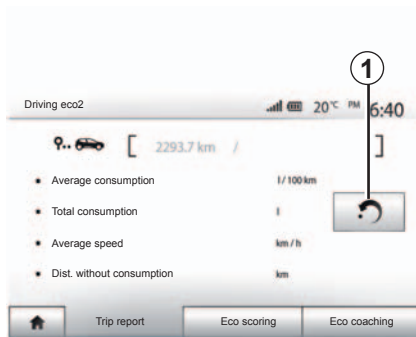 1
Driving eco2 20°C PM 6:40
[ 2293.7 km / ]
• Average consumption l/100 km
• Total consumption l
• Average speed km/h
• Dist. without consumption km
Trip report Eco scoring Eco coaching